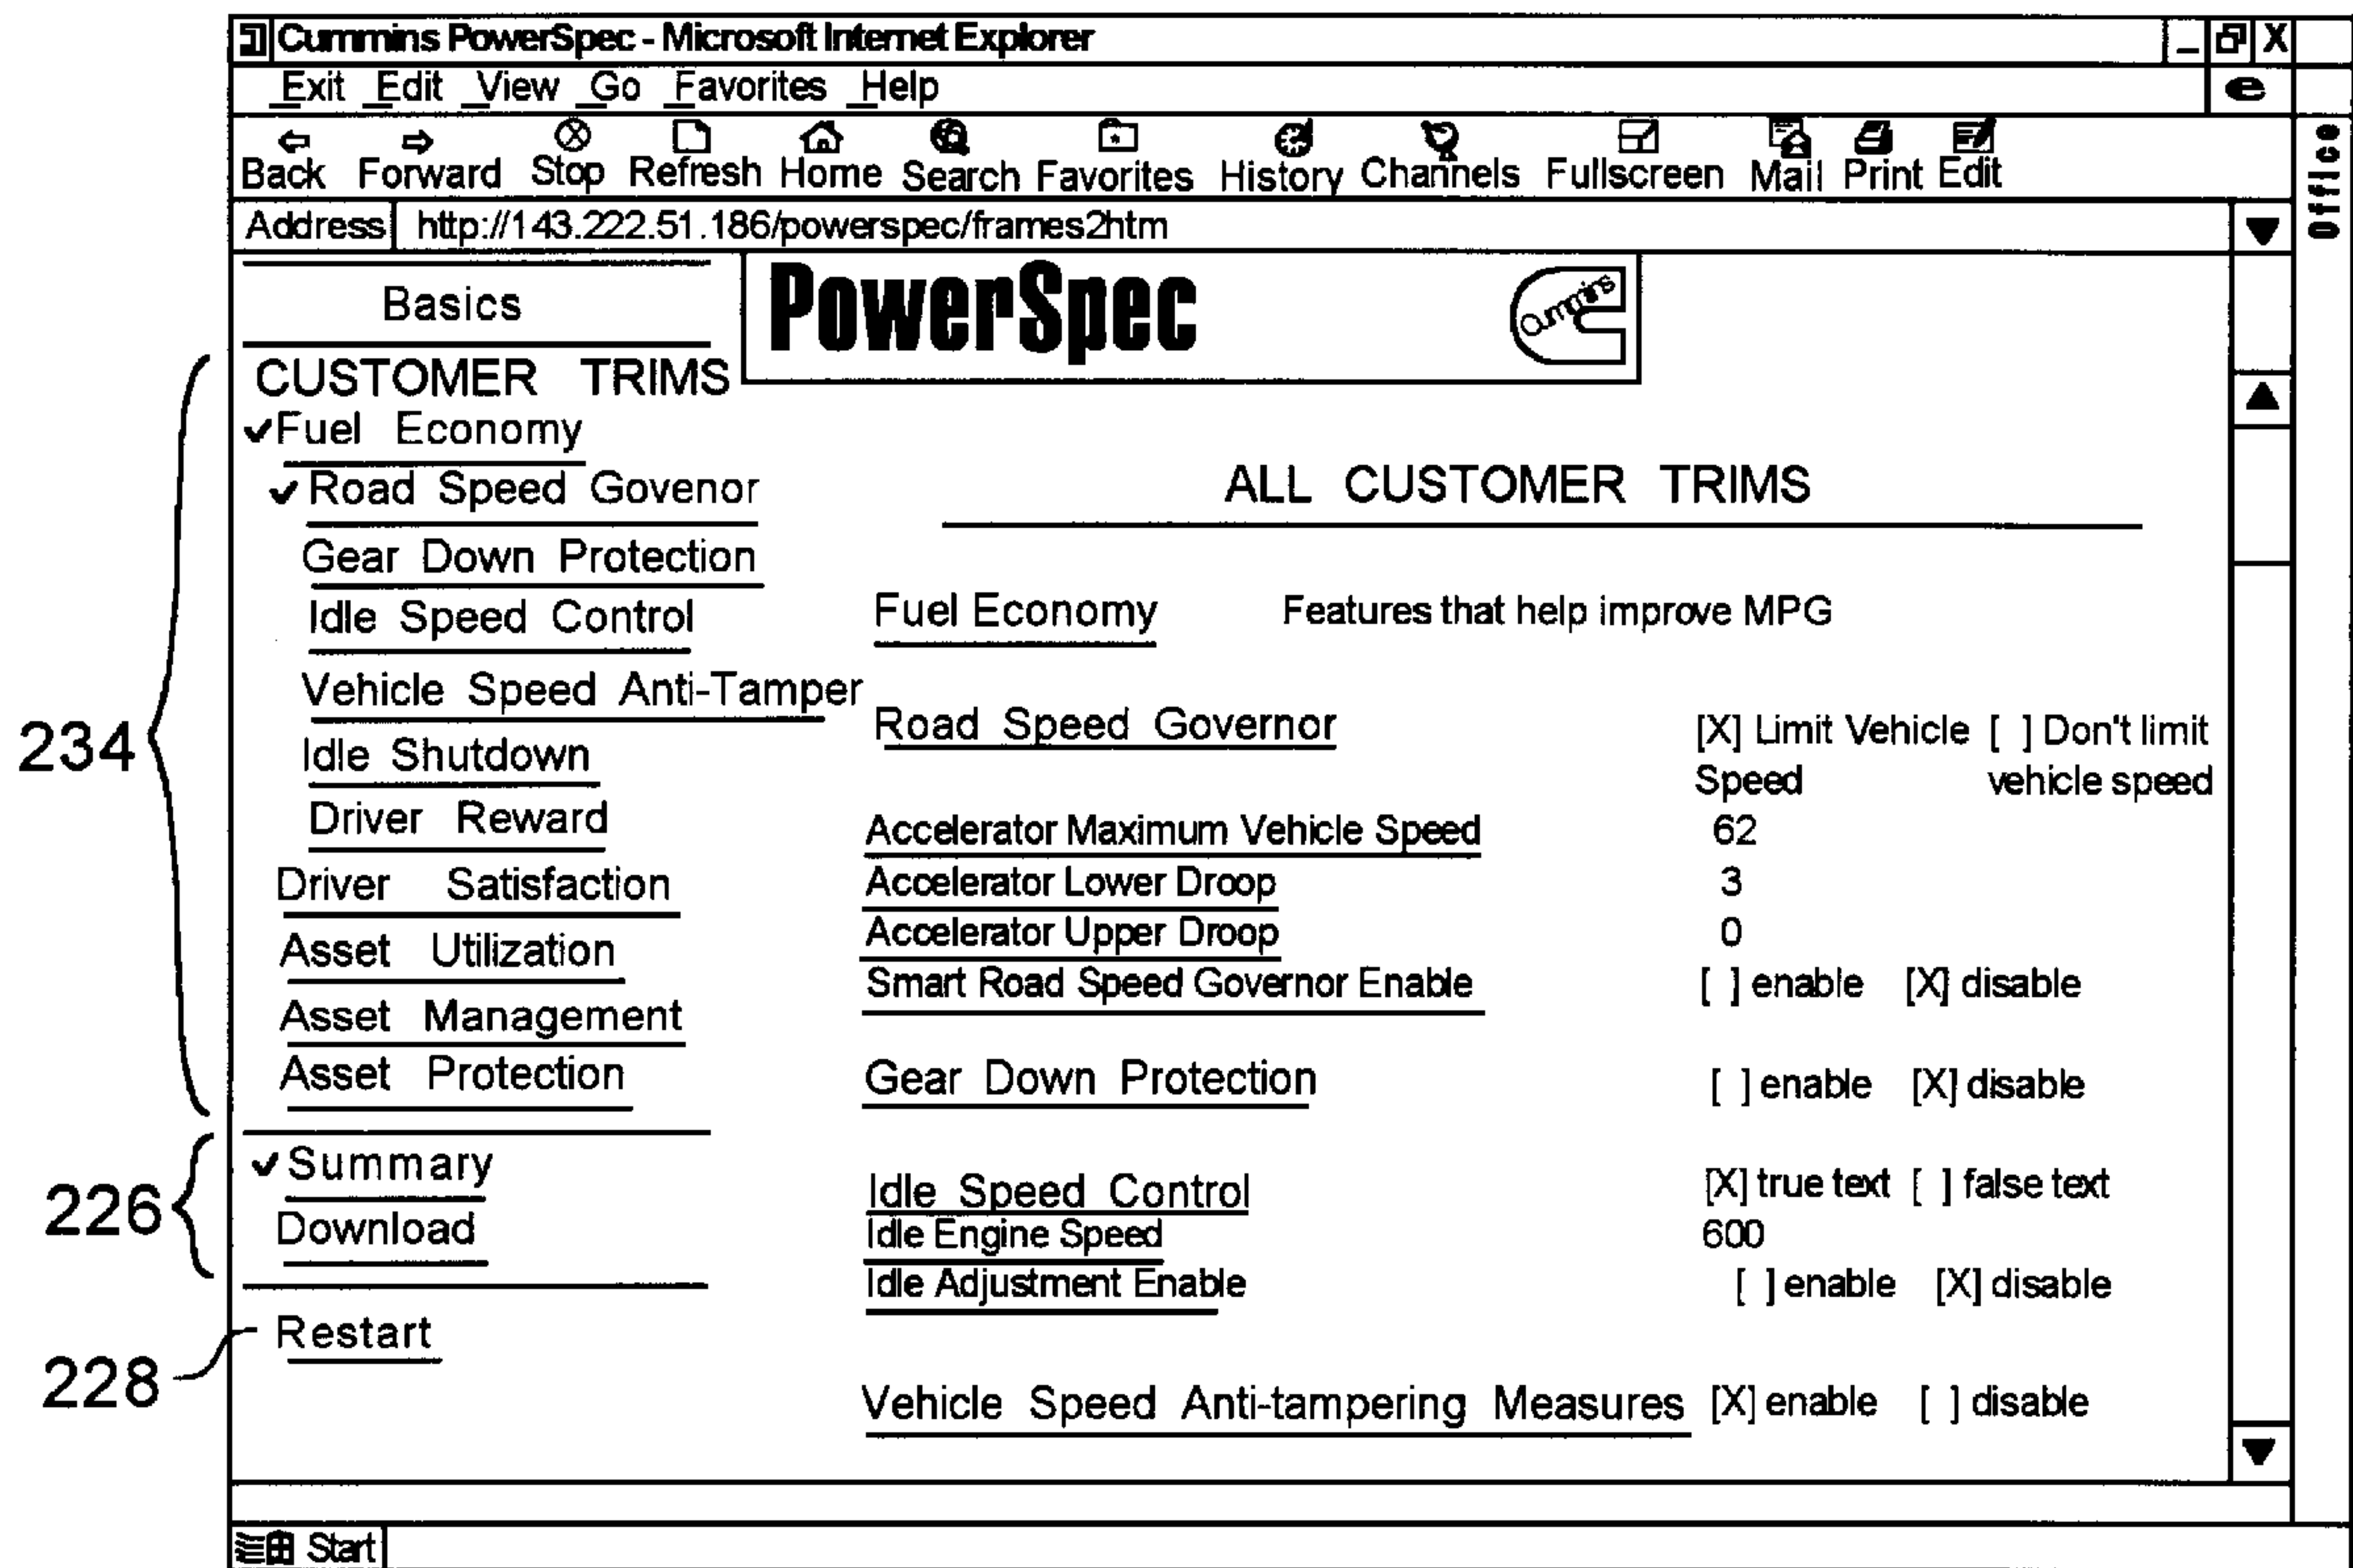 Cummins PowerSpec - Microsoft Internet Explorer
Exit Edit View Go Favorites Help
e
Back Forward Stop Refresh Home Search Favorites History Channels Fullscreen Mail Print Edit
Office
Address http://143.222.51.186/powerspec/frames2htm
Basics
PowerSpec
Cummins
CUSTOMER TRIMS
✓Fuel Economy
✓Road Speed Govenor
Gear Down Protection
Idle Speed Control
Vehicle Speed Anti-Tamper
Idle Shutdown
Driver Reward
Driver Satisfaction
Asset Utilization
Asset Management
Asset Protection
234
✓Summary
Download
226
Restart
228
ALL CUSTOMER TRIMS
Fuel Economy Features that help improve MPG
Road Speed Governor [X] Limit Vehicle [ ] Don't limit
Speed vehicle speed
Accelerator Maximum Vehicle Speed 62
Accelerator Lower Droop 3
Accelerator Upper Droop 0
Smart Road Speed Governor Enable [ ] enable [X] disable
Gear Down Protection [ ] enable [X] disable
Idle Speed Control [X] true text [ ] false text
Idle Engine Speed 600
Idle Adjustment Enable [ ] enable [X] disable
Vehicle Speed Anti-tampering Measures [X] enable [ ] disable
Start